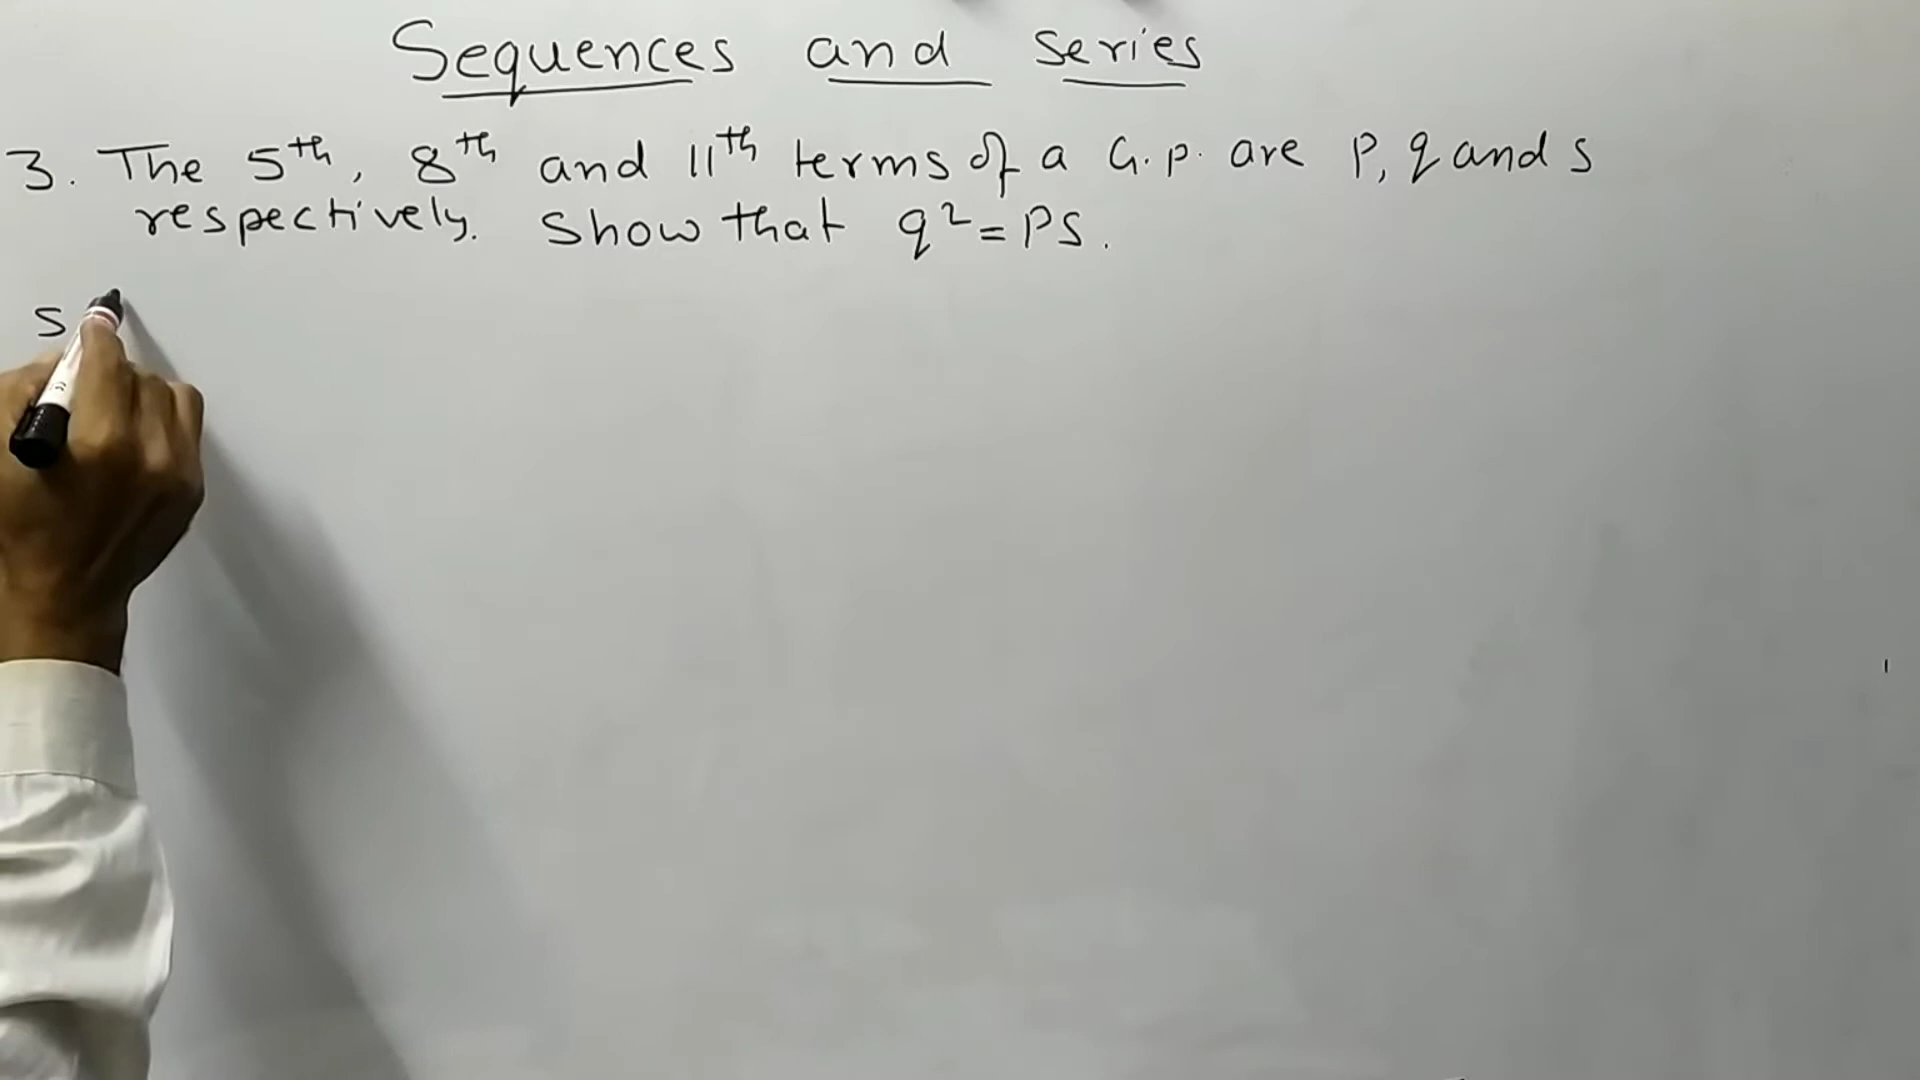 Sequences and series
3. The 5th, 8th and 11th terms of a G.P. are P, q and s
respectively. Show that q²=PS.
S